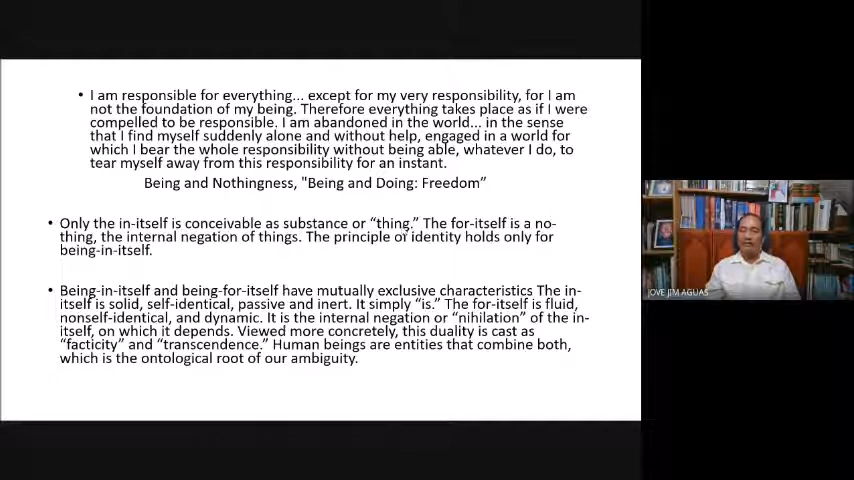 • I am responsible for everything... except for my very responsibility, for I am
not the foundation of my being. Therefore everything takes place as if I were
compelled to be responsible. I am abandoned in the world... in the sense
that I find myself suddenly alone and without help, engaged in a world for
which I bear the whole responsibility without being able, whatever I do, to
tear myself away from this responsibility for an instant.
Being and Nothingness, "Being and Doing: Freedom”
• Only the in-itself is conceivable as substance or “thing.” The for-itself is a no-
thing, the internal negation of things. The principle of identity holds only for
being-in-itself.
• Being-in-itself and being-for-itself have mutually exclusive characteristics The in-
itself is solid, self-identical, passive and inert. It simply “is.” The for-itself is fluid,
nonself-identical, and dynamic. It is the internal negation or “nihilation” of the in-
itself, on which it depends. Viewed more concretely, this duality is cast as
“facticity” and “transcendence.” Human beings are entities that combine both,
which is the ontological root of our ambiguity.
JOVE JIM AGUAS